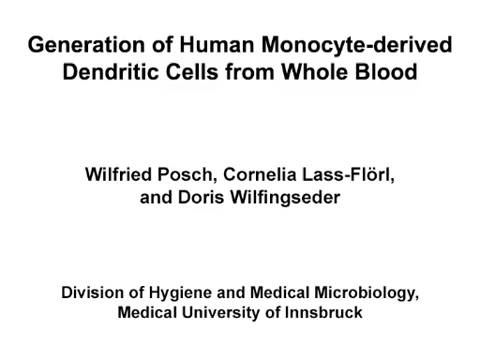 Generation of Human Monocyte-derived
Dendritic Cells from Whole Blood
Wilfried Posch, Cornelia Lass-Flörl,
and Doris Wilfingseder
Division of Hygiene and Medical Microbiology,
Medical University of Innsbruck